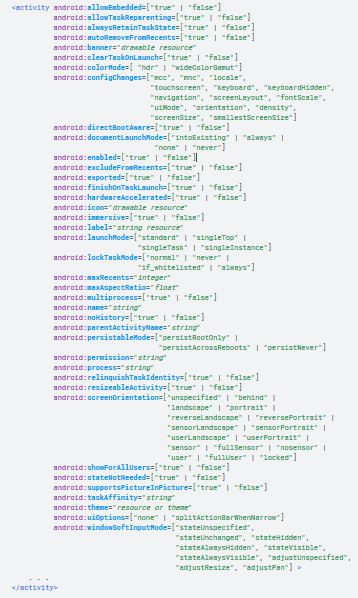 <activity android:allowEmbedded=["true" | "false"]
android:allowTaskReparenting=["true" | "false"]
android:alwaysRetainTaskState=["true" | "false"]
android:autoRemoveFromRecents=["true" | "false"]
android:banner="drawable resource"
android:clearTaskOnLaunch=["true" | "false"]
android:colorMode=[ "hdr" | "wideColorGamut"]
android:configChanges=["mcc", "mnc", "locale",
"touchscreen", "keyboard", "keyboardHidden",
"navigation", "screenLayout", "fontScale",
"uiMode", "orientation", "density",
"screenSize", "smallestScreenSize"]
android:directBootAware=["true" | "false"]
android:documentLaunchMode=["intoExisting" | "always" |
"none" | "never"]
android:enabled=["true" | "false"]
android:excludeFromRecents=["true" | "false"]
android:exported=["true" | "false"]
android:finishOnTaskLaunch=["true" | "false"]
android:hardwareAccelerated=["true" | "false"]
android:icon="drawable resource"
android:immersive=["true" | "false"]
android:label="string resource"
android:launchMode=["standard" | "singleTop" |
"singleTask" | "singleInstance"]
android:lockTaskMode=["normal" | "never" |
"if_whitelisted" | "always"]
android:maxRecents="integer"
android:maxAspectRatio="float"
android:multiprocess=["true" | "false"]
android:name="string"
android:noHistory=["true" | "false"]
android:parentActivityName="string"
android:persistableMode=["persistRootOnly" |
"persistAcrossReboots" | "persistNever"]
android:permission="string"
android:process="string"
android:relinquishTaskIdentity=["true" | "false"]
android:resizeableActivity=["true" | "false"]
android:screenOrientation=["unspecified" | "behind" |
"landscape" | "portrait" |
"reverseLandscape" | "reversePortrait" |
"sensorLandscape" | "sensorPortrait" |
"userLandscape" | "userPortrait" |
"sensor" | "fullSensor" | "nosensor" |
"user" | "fullUser" | "locked"]
android:showForAllUsers=["true" | "false"]
android:stateNotNeeded=["true" | "false"]
android:supportsPictureInPicture=["true" | "false"]
android:taskAffinity="string"
android:theme="resource or theme"
android:uiOptions=["none" | "splitActionBarWhenNarrow"]
android:windowSoftInputMode=["stateUnspecified",
"stateUnchanged", "stateHidden",
"stateAlwaysHidden", "stateVisible",
"stateAlwaysVisible", "adjustUnspecified",
"adjustResize", "adjustPan"] >
. . .
</activity>